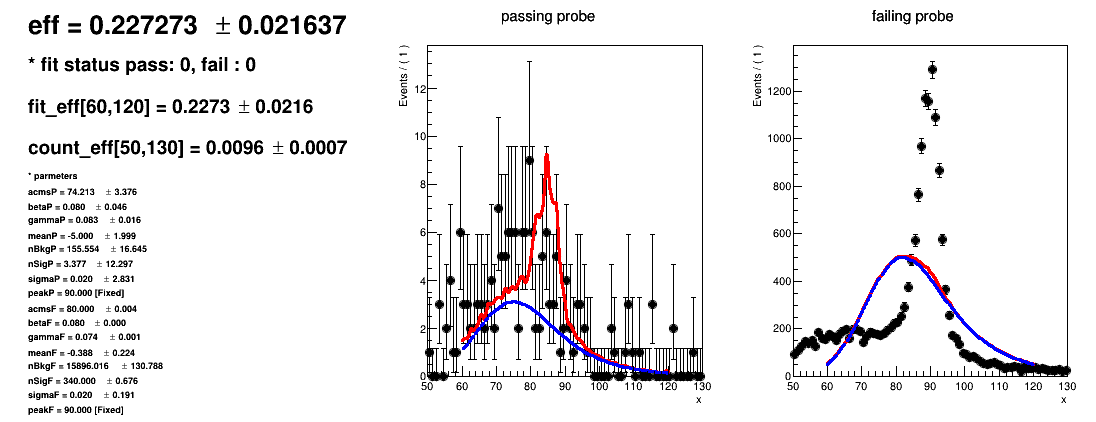 eff = 0.227273 ± 0.021637
* fit status pass: 0, fail : 0
fit_eff[60,120] = 0.2273 ± 0.0216
count_eff[50,130] = 0.0096 ± 0.0007
* parmeters
acmsP = 74.213 ± 3.376
betaP = 0.080 ± 0.046
gammaP = 0.083 ± 0.016
meanP = -5.000 ± 1.999
nBkgP = 155.554 ± 16.645
nSigP = 3.377 ± 12.297
sigmaP = 0.020 ± 2.831
peakP = 90.000 [Fixed]
acmsF = 80.000 ± 0.004
betaF = 0.080 ± 0.000
gammaF = 0.074 ± 0.001
meanF = -0.388 ± 0.224
nBkgF = 15896.016 ± 130.788
nSigF = 340.000 ± 0.676
sigmaF = 0.020 ± 0.191
peakF = 90.000 [Fixed]
passing probe
Events / ( 1 )
12
10
8
6
4
2
0
50 60 70 80 90 100 110 120 130
x
failing probe
Events / ( 1 )
1200
1000
800
600
400
200
0
50 60 70 80 90 100 110 120 130
x